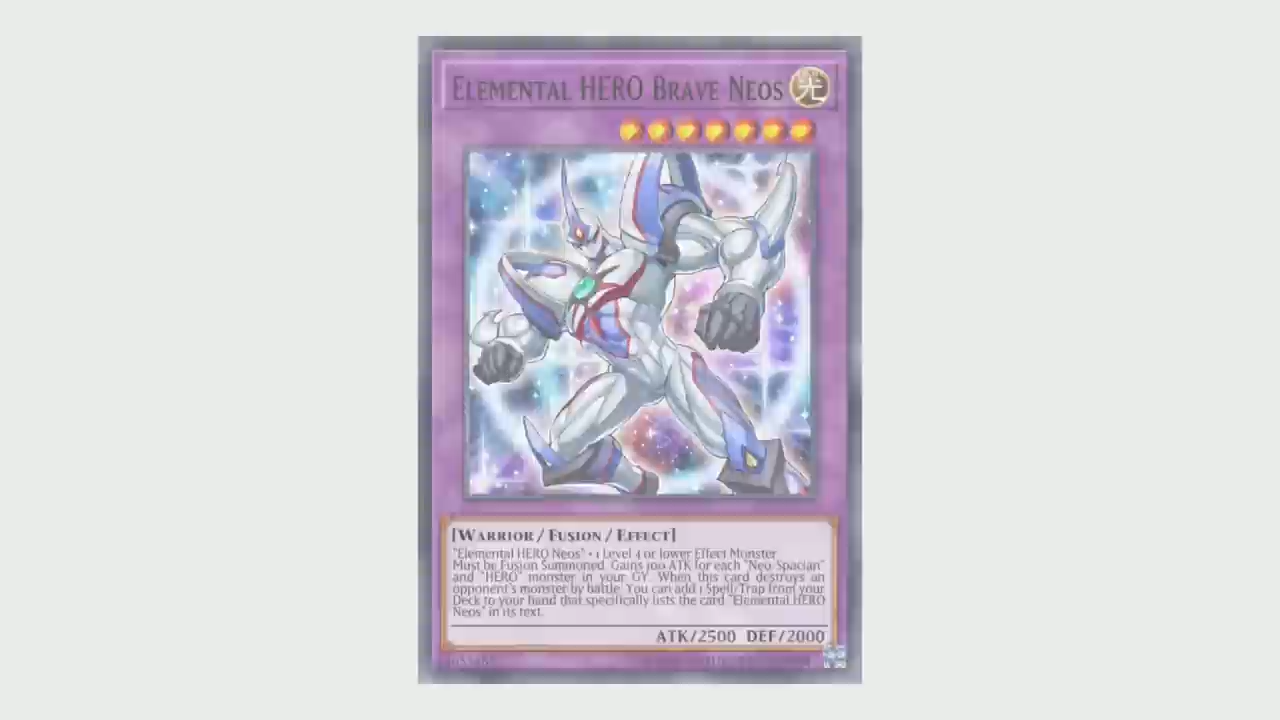 ELEMENTAL HERO BRAVE NEOS
光
[WARRIOR / FUSION / EFFECT]
"Elemental HERO Neos" + 1 Level 4 or lower Effect Monster
Must be Fusion Summoned. Gains 100 ATK for each "Neo Spacian"
and "HERO" monster in your GY. When this card destroys an
opponent's monster by battle: You can add 1 Spell/Trap from your
Deck to your hand that specifically lists the card "Elemental HERO
Neos" in its text.
ATK/2500 DEF/2000